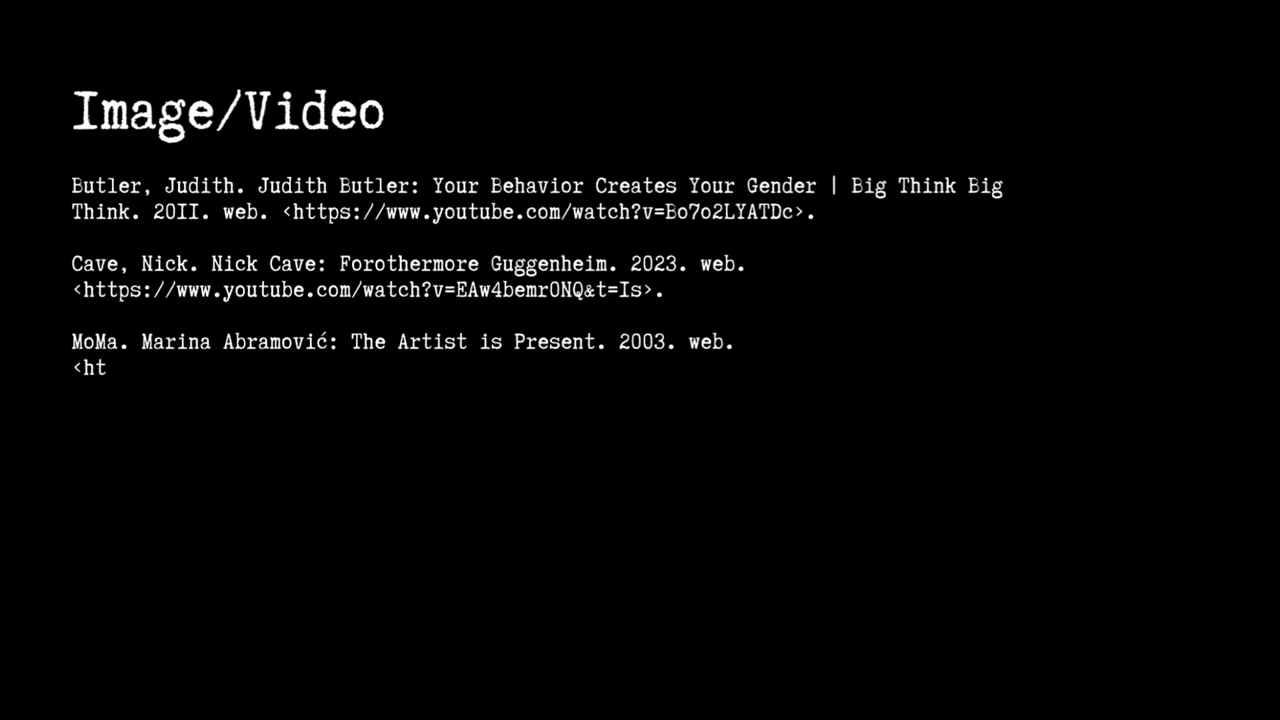 Image/Video
Butler, Judith. Judith Butler: Your Behavior Creates Your Gender | Big Think Big
Think. 2011. web. <https://www.youtube.com/watch?v=Bo7o2LYATDc>.
Cave, Nick. Nick Cave: Forothermore Guggenheim. 2023. web.
<https://www.youtube.com/watch?v=EAw4bemr0NQ&t=1s>.
MoMa. Marina Abramović: The Artist is Present. 2003. web.
<ht